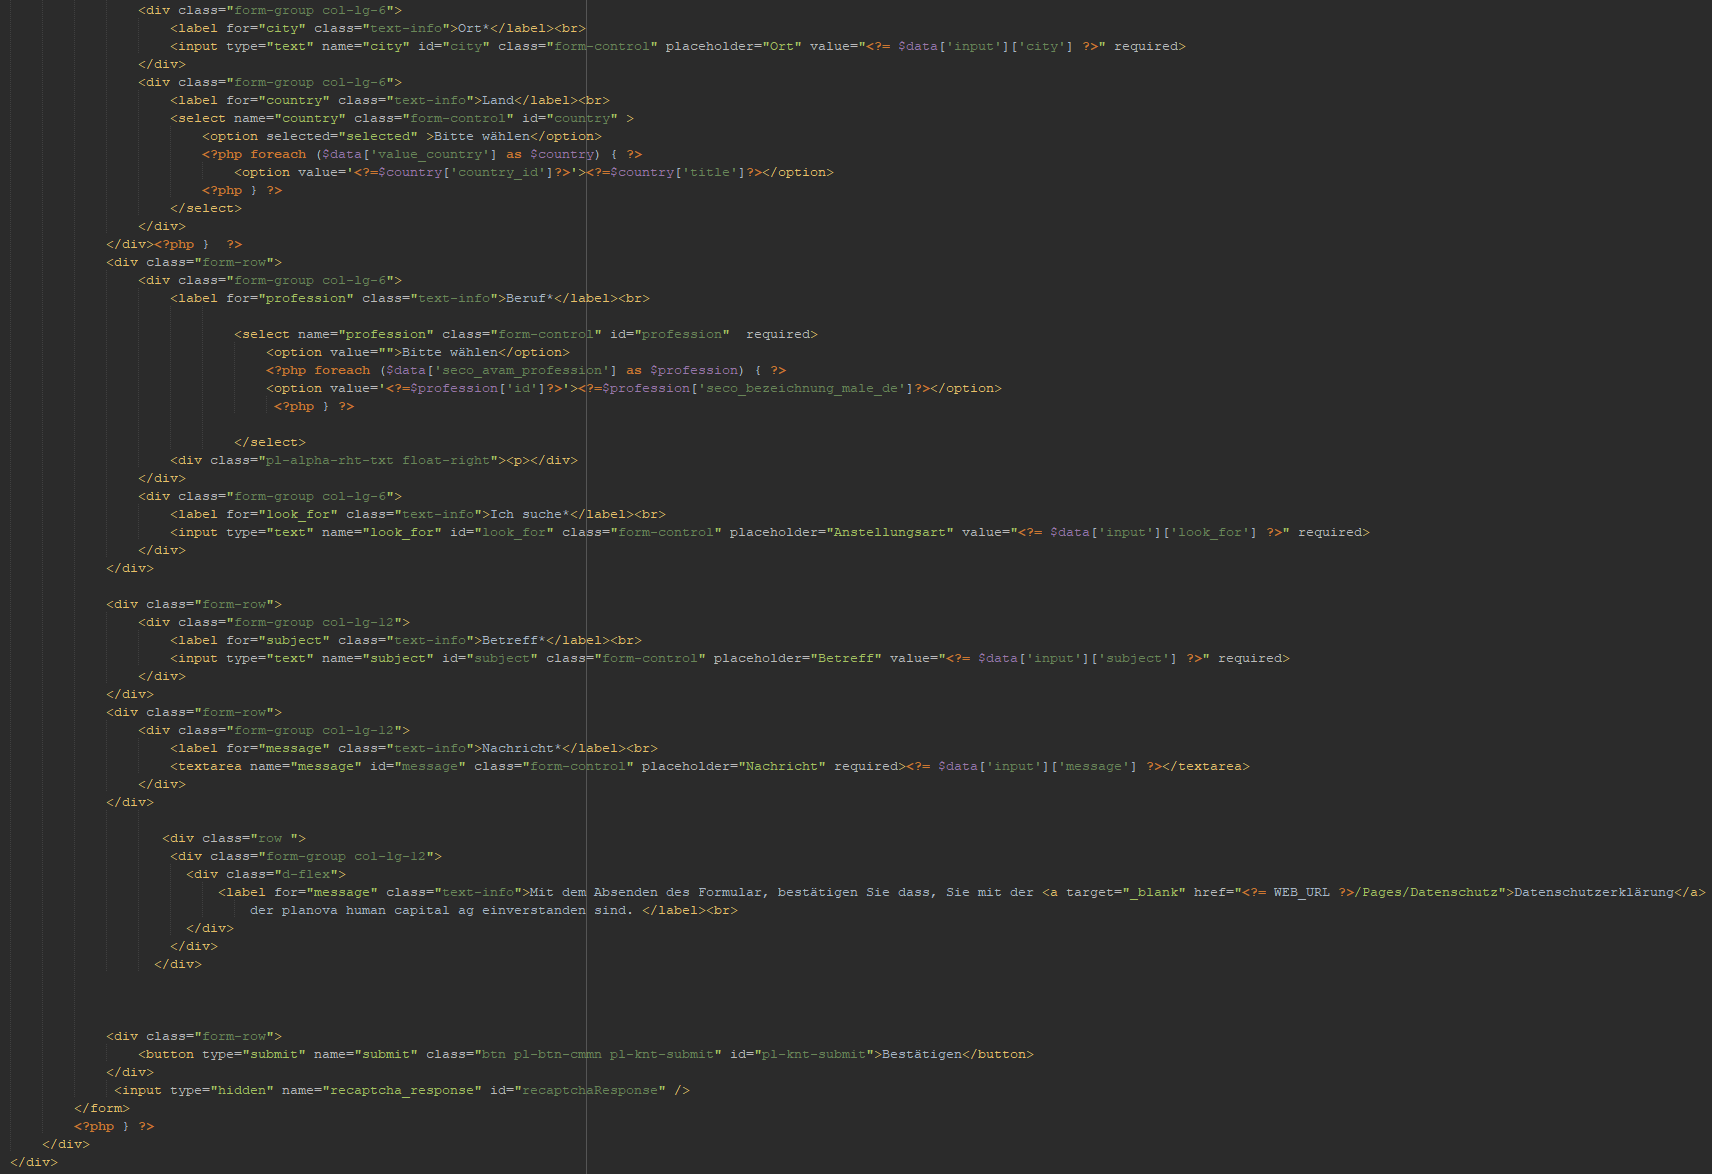 <div class="form-group col-lg-6">
<label for="city" class="text-info">Ort*</label><br>
<input type="text" name="city" id="city" class="form-control" placeholder="Ort" value="<?= $data['input']['city'] ?>" required>
</div>
<div class="form-group col-lg-6">
<label for="country" class="text-info">Land</label><br>
<select name="country" class="form-control" id="country" >
<option selected="selected" >Bitte wählen</option>
<?php foreach ($data['value_country'] as $country) { ?>
<option value='<?=$country['country_id']?>'><?=$country['title']?></option>
<?php } ?>
</select>
</div>
</div><?php }  ?>
<div class="form-row">
<div class="form-group col-lg-6">
<label for="profession" class="text-info">Beruf*</label><br>
<select name="profession" class="form-control" id="profession"  required>
<option value="">Bitte wählen</option>
<?php foreach ($data['seco_avam_profession'] as $profession) { ?>
<option value='<?=$profession['id']?>'><?=$profession['seco_bezeichnung_male_de']?></option>
<?php } ?>
</select>
<div class="pl-alpha-rht-txt float-right"><p></div>
</div>
<div class="form-group col-lg-6">
<label for="look_for" class="text-info">Ich suche*</label><br>
<input type="text" name="look_for" id="look_for" class="form-control" placeholder="Anstellungsart" value="<?= $data['input']['look_for'] ?>" required>
</div>
</div>
<div class="form-row">
<div class="form-group col-lg-12">
<label for="subject" class="text-info">Betreff*</label><br>
<input type="text" name="subject" id="subject" class="form-control" placeholder="Betreff" value="<?= $data['input']['subject'] ?>" required>
</div>
</div>
<div class="form-row">
<div class="form-group col-lg-12">
<label for="message" class="text-info">Nachricht*</label><br>
<textarea name="message" id="message" class="form-control" placeholder="Nachricht" required><?= $data['input']['message'] ?></textarea>
</div>
</div>
<div class="row ">
<div class="form-group col-lg-12">
<div class="d-flex">
<label for="message" class="text-info">Mit dem Absenden des Formular, bestätigen Sie dass, Sie mit der <a target="_blank" href="<?= WEB_URL ?>/Pages/Datenschutz">Datenschutzerklärung</a>
der planova human capital ag einverstanden sind. </label><br>
</div>
</div>
</div>
<div class="form-row">
<button type="submit" name="submit" class="btn pl-btn-cmmn pl-knt-submit" id="pl-knt-submit">Bestätigen</button>
</div>
<input type="hidden" name="recaptcha_response" id="recaptchaResponse" />
</form>
<?php } ?>
</div>
</div>